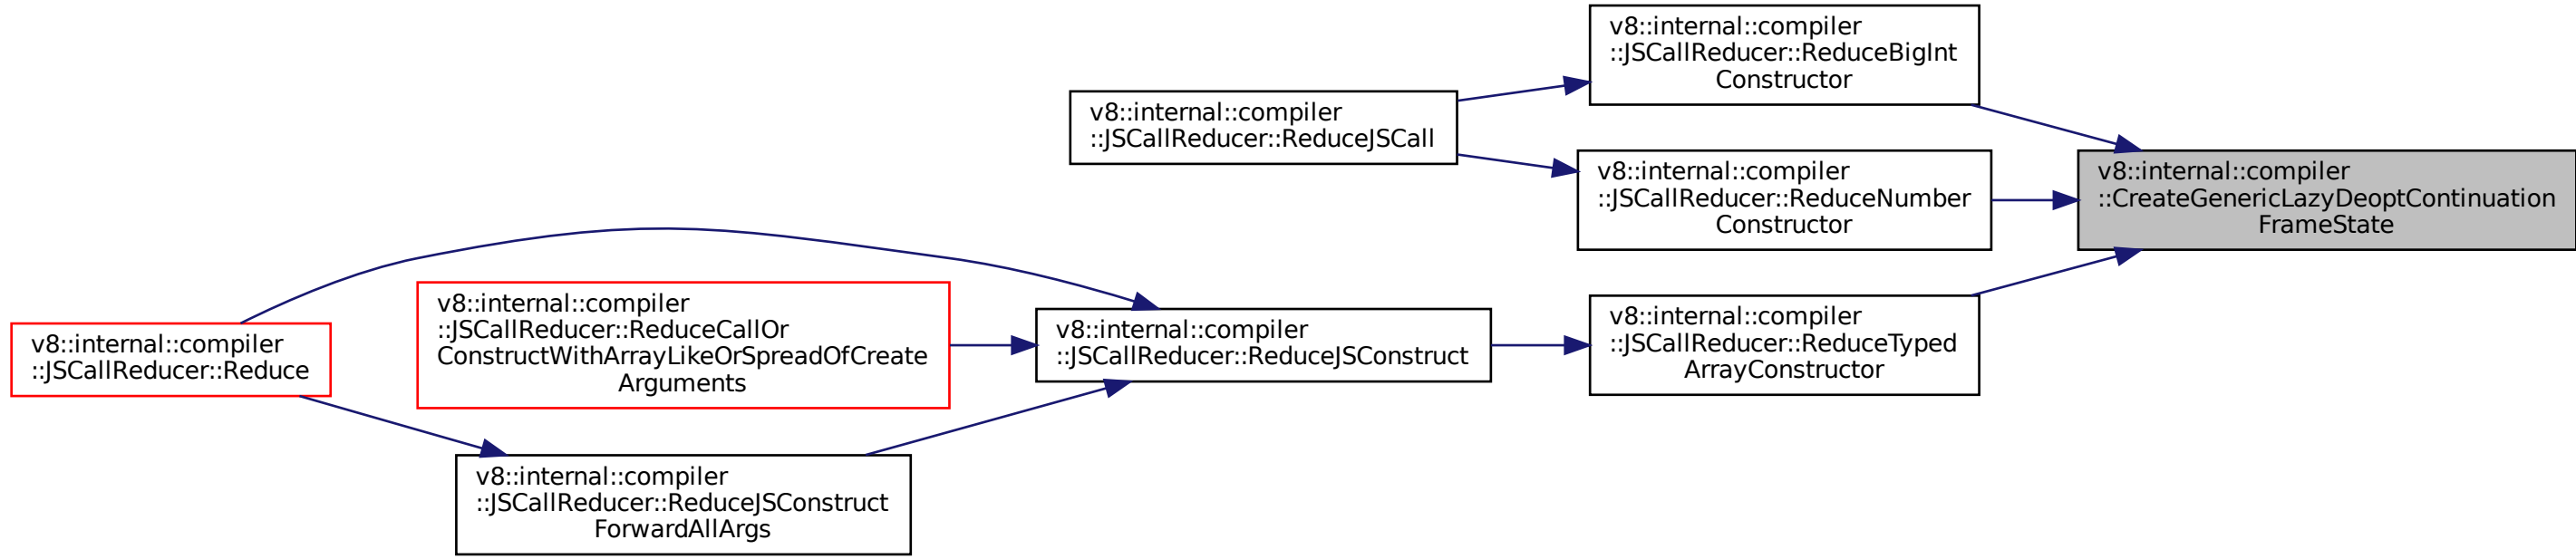 v8::internal::compiler
::JSCallReducer::ReduceBigInt
Constructor
v8::internal::compiler
::JSCallReducer::ReduceJSCall
v8::internal::compiler
::JSCallReducer::ReduceNumber
Constructor
v8::internal::compiler
::CreateGenericLazyDeoptContinuation
FrameState
v8::internal::compiler
::JSCallReducer::Reduce
v8::internal::compiler
::JSCallReducer::ReduceCallOr
ConstructWithArrayLikeOrSpreadOfCreate
Arguments
v8::internal::compiler
::JSCallReducer::ReduceJSConstruct
v8::internal::compiler
::JSCallReducer::ReduceTyped
ArrayConstructor
v8::internal::compiler
::JSCallReducer::ReduceJSConstruct
ForwardAllArgs